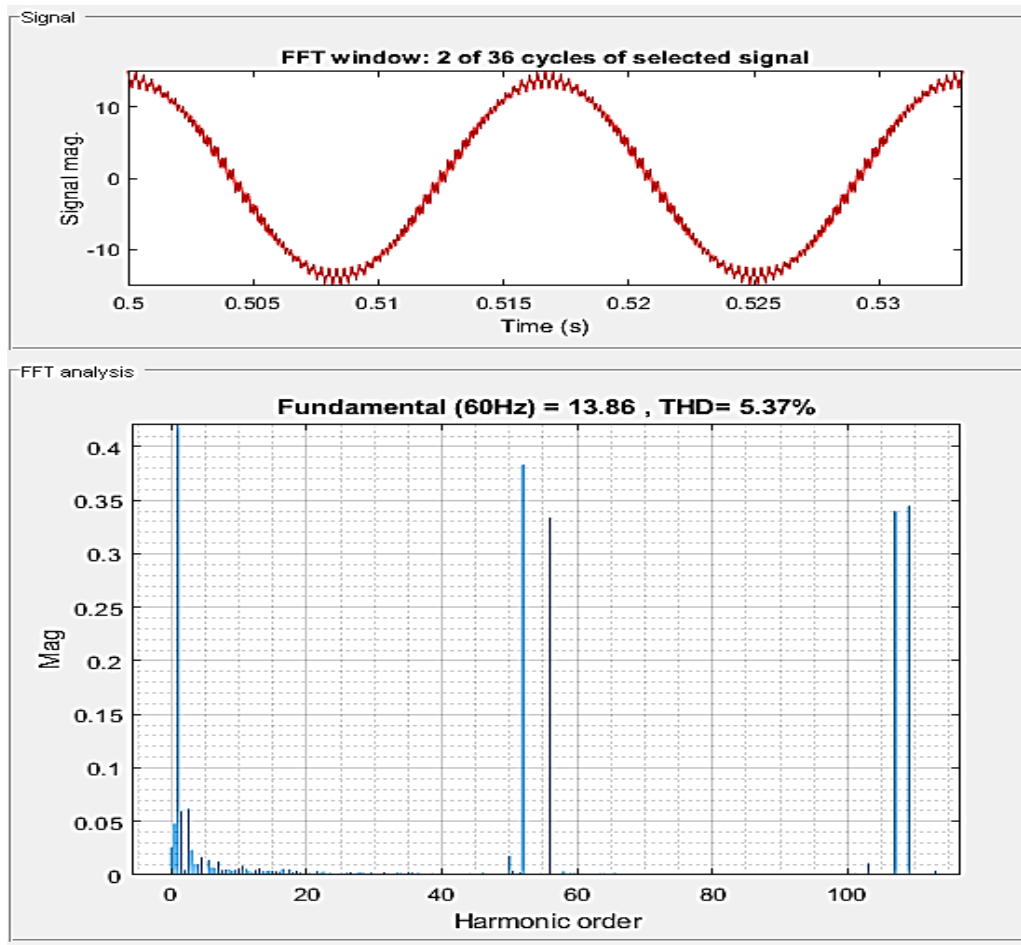 Signal
FFT window: 2 of 36 cycles of selected signal
10
0
-10
Signal mag.
0.5 0.505 0.51 0.515 0.52 0.525 0.53
Time (s)
FFT analysis
Fundamental (60Hz) = 13.86 , THD= 5.37%
0.4
0.35
0.3
0.25
0.2
0.15
0.1
0.05
0
Mag
0 20 40 60 80 100
Harmonic order